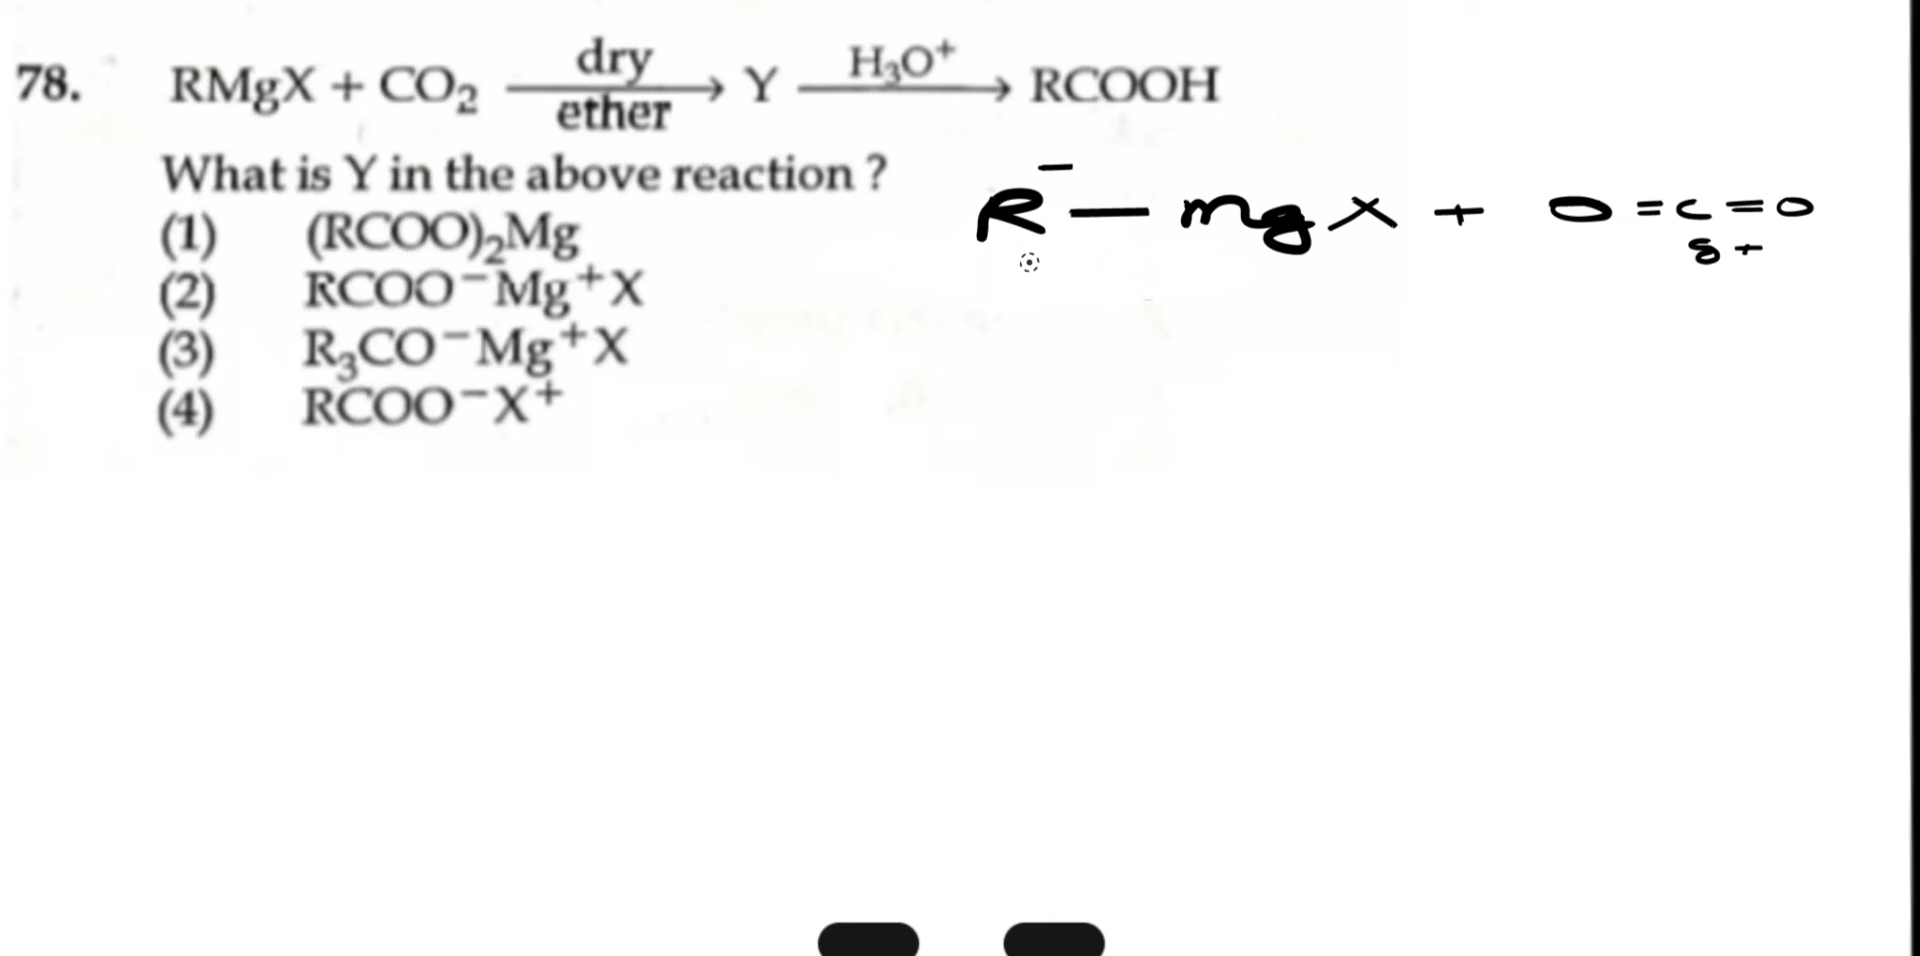 78. RMgX + CO₂ —dry ether→ Y —H₃O⁺→ RCOOH
What is Y in the above reaction ?
(1) (RCOO)₂Mg
(2) RCOO⁻Mg⁺X
(3) R₃CO⁻Mg⁺X
(4) RCOO⁻X⁺
R⁻ — mgX + O=C=O
δ+